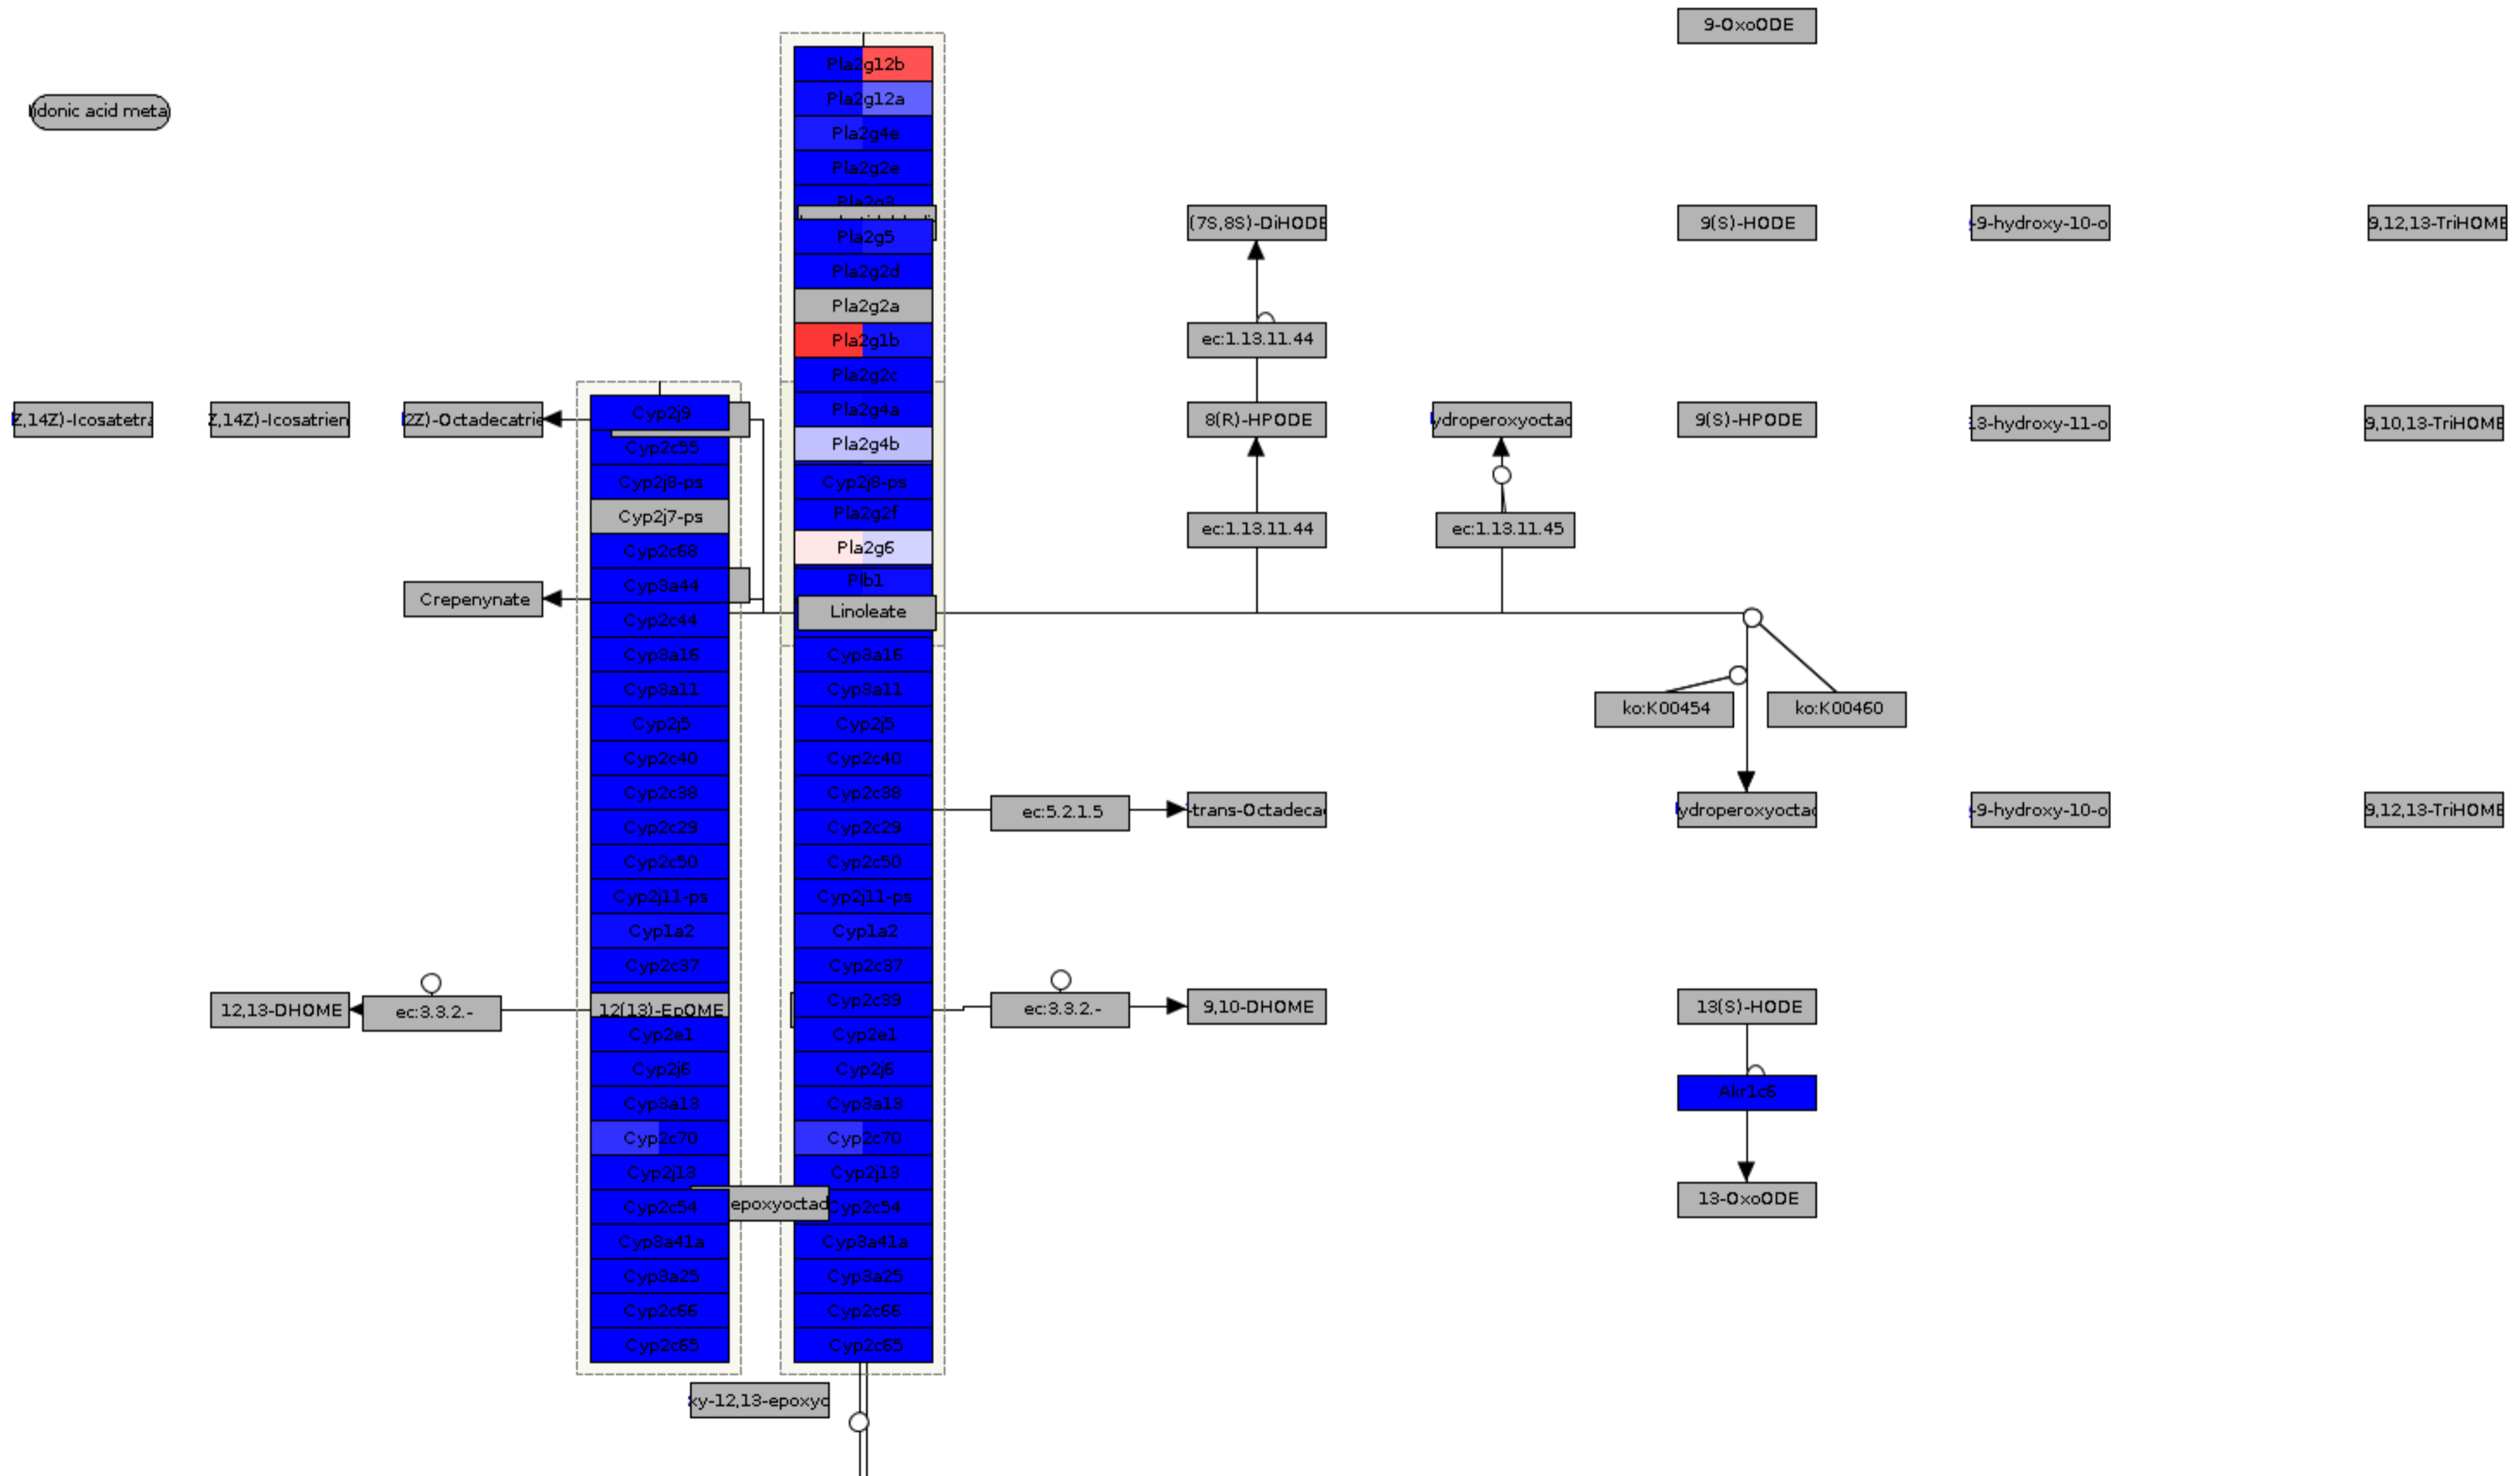 9-OxoODE
idonic acid meta
Pla2g12b
Pla2g12a
Pla2g4e
Pla2g2e
Pla2g3
Pla2g5
Pla2g2d
Pla2g2a
Pla2g1b
Pla2g2c
Pla2g4a
Pla2g4b
Cyp2j8-ps
Pla2g2f
Pla2g6
Plb1
Linoleate
Cyp3a16
Cyp3a11
Cyp2j5
Cyp2c40
Cyp2c38
Cyp2c29
Cyp2c50
Cyp2j11-ps
Cyp1a2
Cyp2c37
Cyp2c39
Cyp2e1
Cyp2j6
Cyp3a13
Cyp2c70
Cyp2j13
Cyp2c54
Cyp3a41a
Cyp3a25
Cyp2c66
Cyp2c65
(7S,8S)-DiHODE
9(S)-HODE
-9-hydroxy-10-o
9,12,13-TriHOME
ec:1.13.11.44
Z,14Z)-Icosatetra
Z,14Z)-Icosatrien
2Z)-Octadecatrie
8(R)-HPODE
ydroperoxyoctad
9(S)-HPODE
13-hydroxy-11-o
9,10,13-TriHOME
Cyp2j9
Cyp2c55
Cyp2j8-ps
Cyp2j7-ps
Cyp2c68
Cyp3a44
Cyp2c44
Cyp3a16
Cyp3a11
Cyp2j5
Cyp2c40
Cyp2c38
Cyp2c29
Cyp2c50
Cyp2j11-ps
Cyp1a2
Cyp2c37
12(13)-EpOME
Cyp2e1
Cyp2j6
Cyp3a13
Cyp2c70
Cyp2j13
Cyp2c54
Cyp3a41a
Cyp3a25
Cyp2c66
Cyp2c65
ec:1.13.11.44
ec:1.13.11.45
Crepenynate
ko:K00454
ko:K00460
ec:5.2.1.5
-trans-Octadecad
ydroperoxyoctad
-9-hydroxy-10-o
9,12,13-TriHOME
12,13-DHOME
ec:3.3.2.-
ec:3.3.2.-
9,10-DHOME
13(S)-HODE
Akr1c6
epoxyoctad
13-OxoODE
xy-12,13-epoxyo